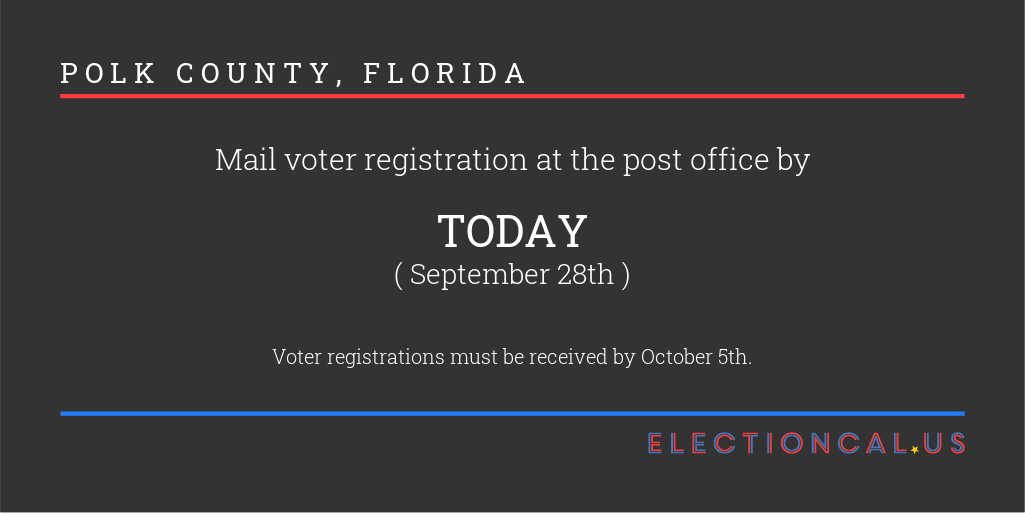 POLK COUNTY, FLORIDA
Mail voter registration at the post office by
TODAY
( September 28th )
Voter registrations must be received by October 5th.
ELECTIONCAL.US